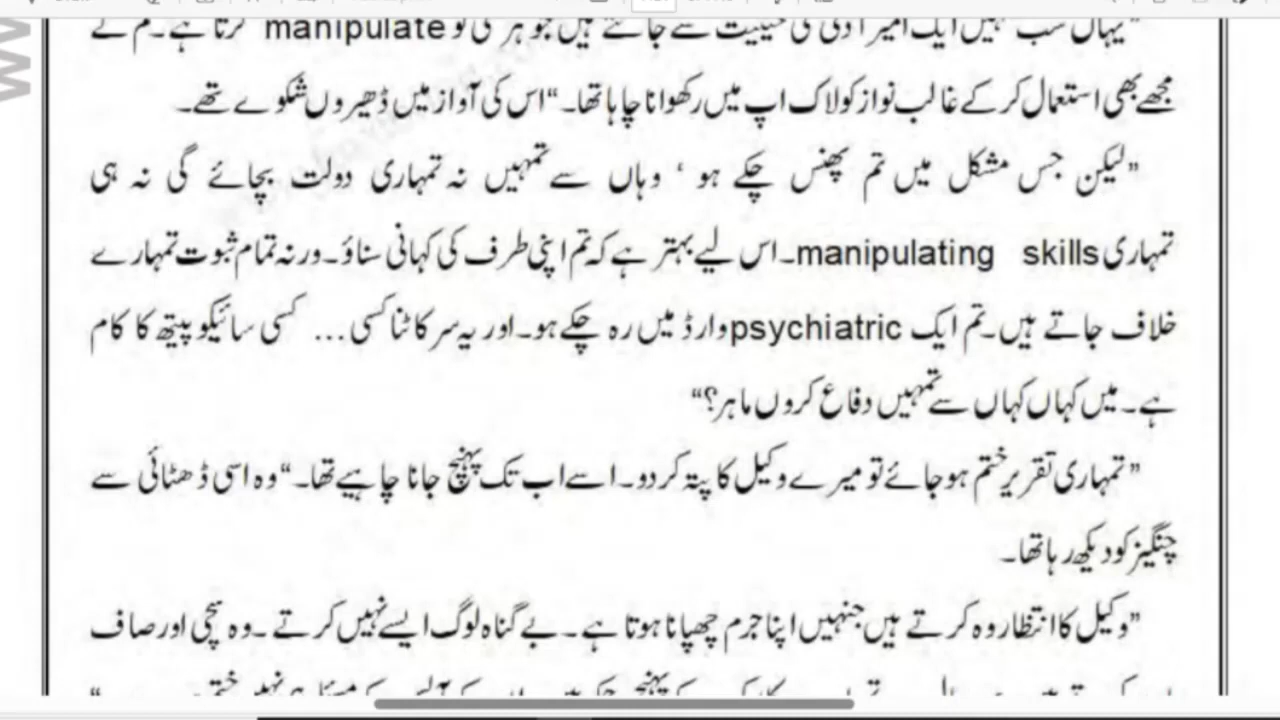 ”یہاں سب تمہیں ایک امیر آدمی کی حیثیت سے جانتے ہیں جو ہر کسی کو manipulate کرتا ہے۔ تم نے
مجھے بھی استعمال کر کے غالب نواز کو لاک اپ میں رکھوانا چاہا تھا۔“ اس کی آواز میں ڈھیروں شکوے تھے۔
”لیکن جس مشکل میں تم پھنس چکے ہو ‘ وہاں سے تمہیں نہ تمہاری دولت بچائے گی نہ ہی
تمہاری manipulating skills۔ اس لیے بہتر ہے کہ تم اپنی طرف کی کہانی سناؤ۔ ورنہ تمام ثبوت تمہارے
خلاف جاتے ہیں۔ تم ایک psychiatric وارڈ میں رہ چکے ہو۔ اور یہ سر کاٹنا کسی... کسی سائیکو پیتھ کا کام
ہے۔ میں کہاں کہاں سے تمہیں دفاع کروں ماہر؟“
”تمہاری تقریر ختم ہو جائے تو میرے وکیل کا پتہ کر دو۔ اسے اب تک پہنچ جانا چاہیے تھا۔“ وہ اسی ڈھٹائی سے
چنگیز کو دیکھ رہا تھا۔
”وکیل کا انتظار وہ کرتے ہیں جنہیں اپنا جرم چھپانا ہوتا ہے۔ بے گناہ لوگ ایسے نہیں کرتے ۔ وہ سچی اور صاف